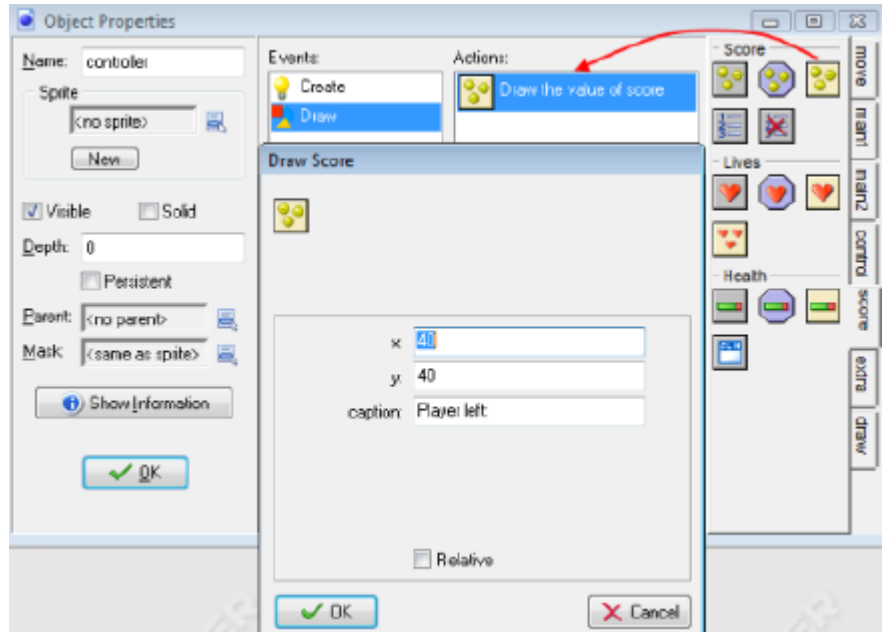 Object Properties
Name: controller
Sprite
<no sprite>
New
Visible
Solid
Depth: 0
Persistent
Parent: <no parent>
Mask: <same as sprite>
Show Information
OK
Events:
Create
Draw
Actions:
Draw the value of score
Draw Score
x: 40
y: 40
caption: Player left:
Relative
OK
Cancel
Score
Lives
Health
move
main1
main2
control
score
extra
draw